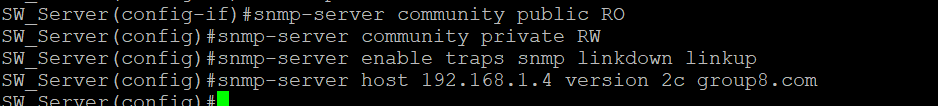 SW_Server(config-if)#snmp-server community public RO
SW_Server(config)#snmp-server community private RW
SW_Server(config)#snmp-server enable traps snmp linkdown linkup
SW_Server(config)#snmp-server host 192.168.1.4 version 2c group8.com
SW_Server(config)#